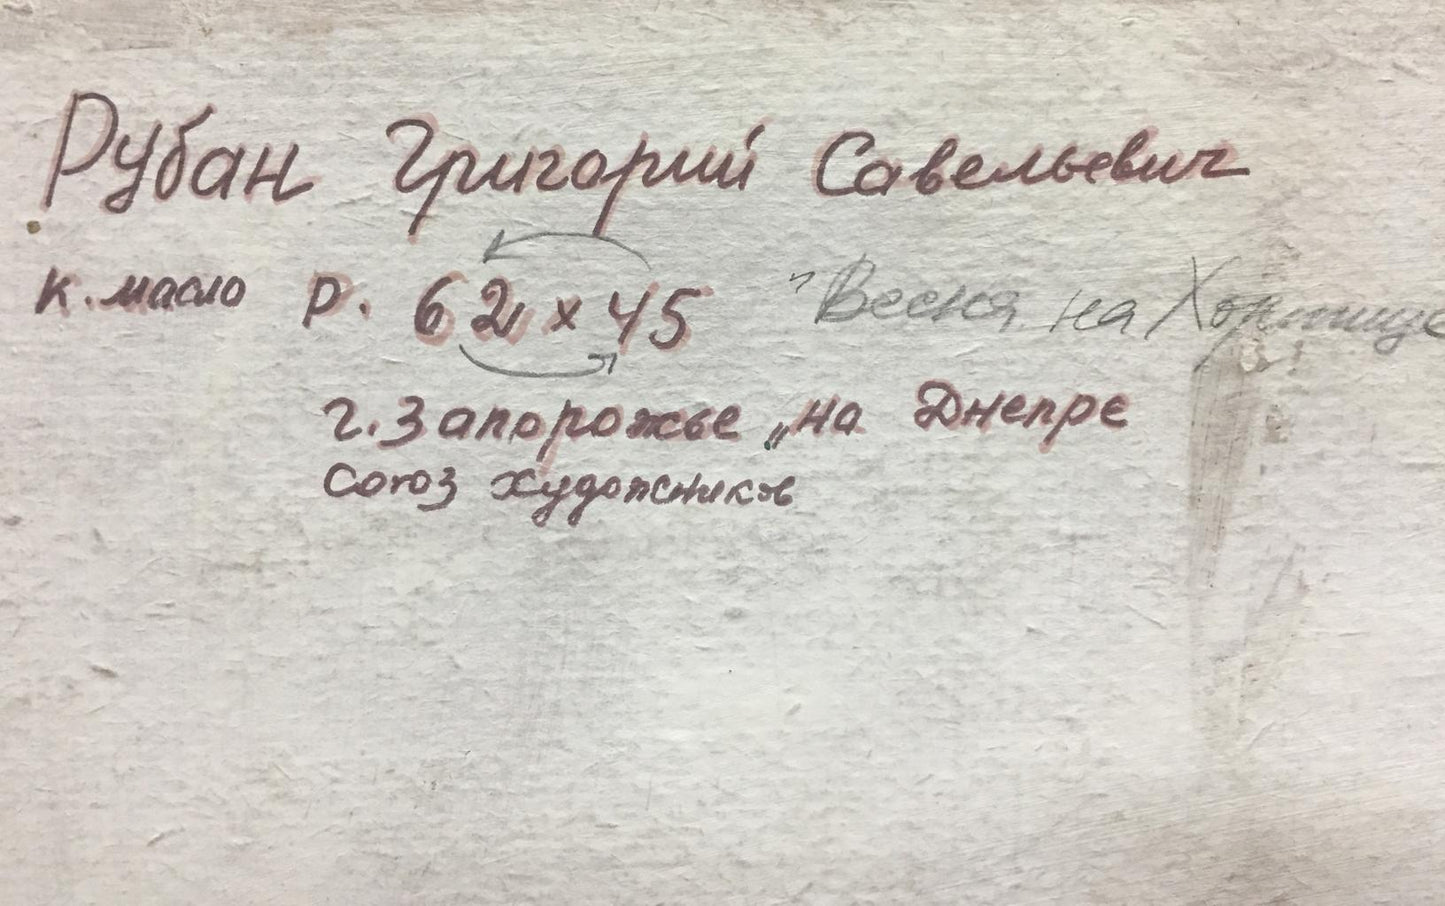 Рубан Григорий Савельевич
к. масло р. 62 х 45 "Весна на Хортице
г. Запорожье „на Днепре
союз художников